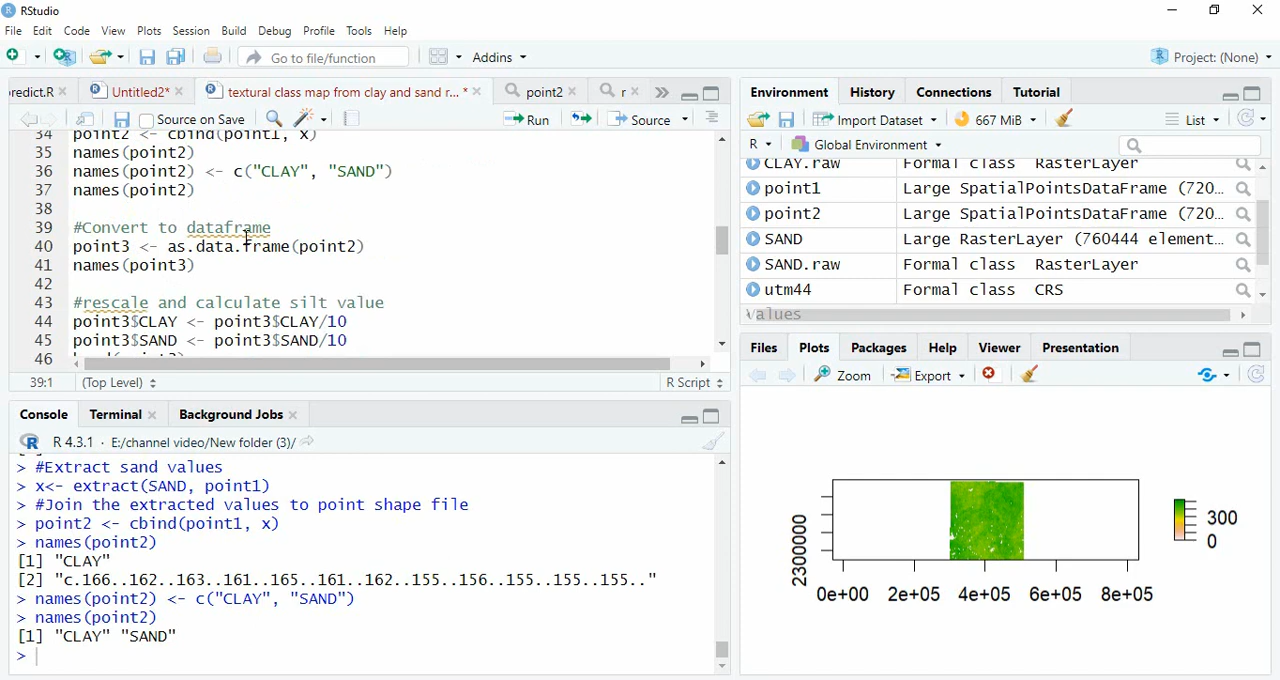 RStudio
File Edit Code View Plots Session Build Debug Profile Tools Help
Go to file/function Addins Project: (None)
predict.R Untitled2* textural class map from clay and sand r... * point2 r
Source on Save Run Source
34 point2 <- cbind(point1, x)
35 names(point2)
36 names(point2) <- c("CLAY", "SAND")
37 names(point2)
38
39 #Convert to dataframe
40 point3 <- as.data.frame(point2)
41 names(point3)
42
43 #rescale and calculate silt value
44 point3$CLAY <- point3$CLAY/10
45 point3$SAND <- point3$SAND/10
46
39:1 (Top Level) R Script
Console Terminal Background Jobs
R 4.3.1 · E:/channel video/New folder (3)/
> #Extract sand values
> x<- extract(SAND, point1)
> #Join the extracted values to point shape file
> point2 <- cbind(point1, x)
> names(point2)
[1] "CLAY"
[2] "c.166..162..163..161..165..161..162..155..156..155..155..155.."
> names(point2) <- c("CLAY", "SAND")
> names(point2)
[1] "CLAY" "SAND"
>
Environment History Connections Tutorial
Import Dataset 667 MiB List
R Global Environment
CLAY.raw Formal class RasterLayer
point1 Large SpatialPointsDataFrame (720...
point2 Large SpatialPointsDataFrame (720...
SAND Large RasterLayer (760444 element...
SAND.raw Formal class RasterLayer
utm44 Formal class CRS
Values
Files Plots Packages Help Viewer Presentation
Zoom Export
2300000
300
0
0e+00 2e+05 4e+05 6e+05 8e+05